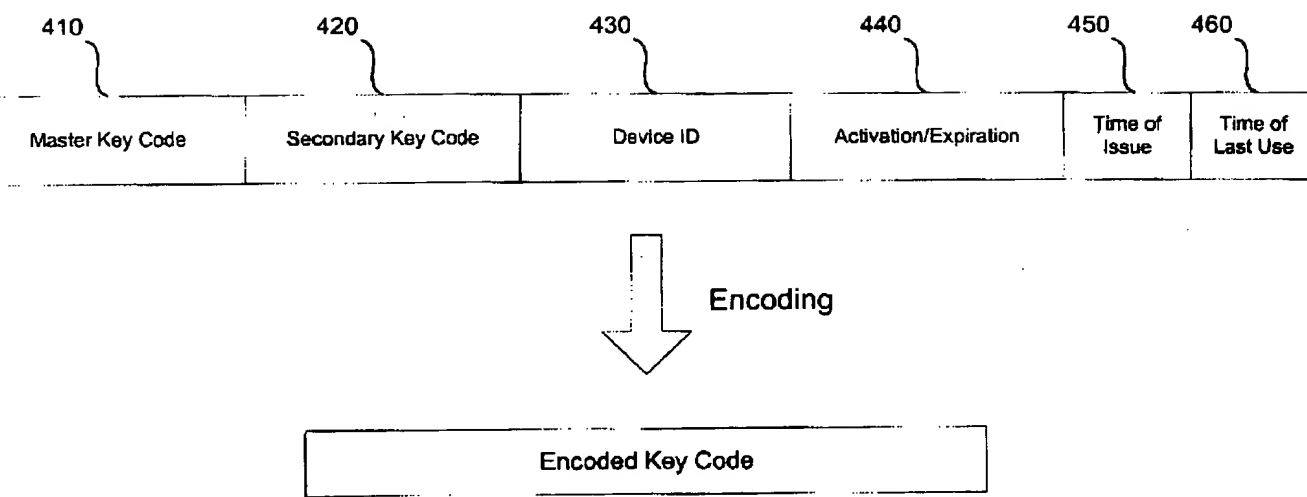 410 420 430 440 450 460
Master Key Code Secondary Key Code Device ID Activation/Expiration Time of Issue Time of Last Use
Encoding
Encoded Key Code